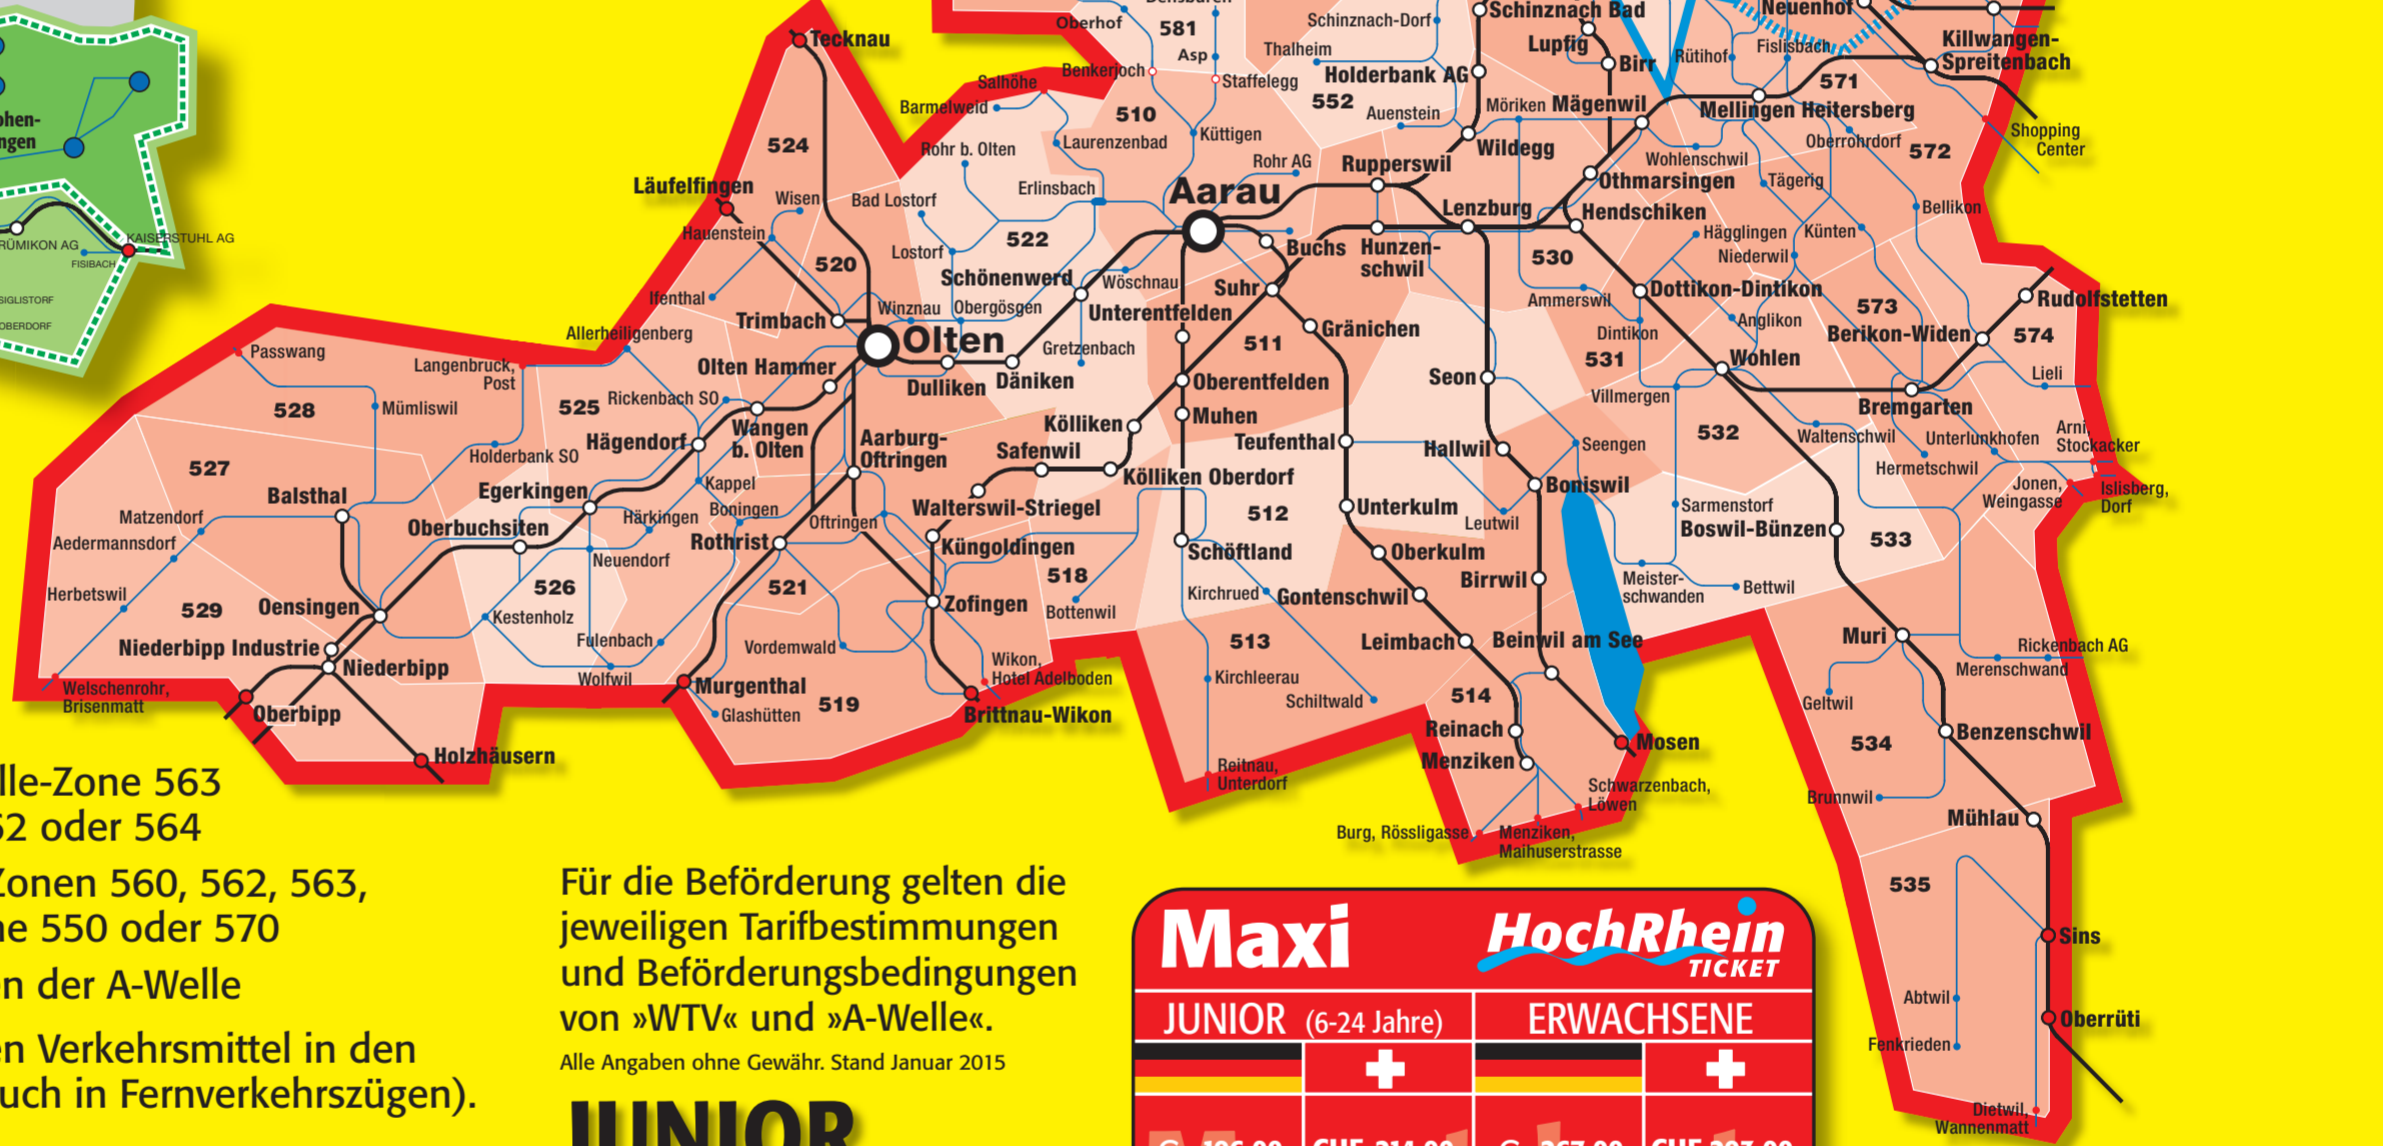 Tecknau
Oberhof
581
Asp
Benkerjoch
Staffelegg
Salhöhe
Barmelweid
510
Laurenzenbad
Küttigen
Schinznach-Dorf
Thalheim
Schinznach Bad
Lupfig
Birr
Holderbank AG
552
Auenstein
Möriken
Mägenwil
Wildegg
Neuenhof
Rütihof
Fislisbach
Killwangen-
Spreitenbach
571
Mellingen Heitersberg
Oberrohrdorf
572
Shopping
Center
Wohlenschwil
Tägerig
Bellikon
524
Läufelfingen
Wisen
Hauenstein
520
Ifenthal
Trimbach
Rohr b. Olten
Erlinsbach
Bad Lostorf
Lostorf
522
Schönenwerd
Wöschnau
Winznau
Obergösgen
Gretzenbach
Olten
Dulliken
Däniken
Aarau
Rohr AG
Rupperswil
Buchs
Hunzen-
schwil
Lenzburg
Othmarsingen
Hendschiken
Suhr
Unterentfelden
Gränichen
511
Oberentfelden
Muhen
530
Ammerswil
Hägglingen
Künten
Niederwil
Dottikon-Dintikon
Dintikon
Anglikon
573
Berikon-Widen
Rudolfstetten
574
Lieli
531
Wohlen
Villmergen
Bremgarten
532
Waltenschwil
Unterlunkhofen
Hermetschwil
Arni,
Stockacker
Jonen,
Weingasse
Islisberg,
Dorf
Passwang
Langenbruck,
Post
Allerheiligenberg
528
Mümliswil
525
Rickenbach SO
Olten Hammer
Wangen
b. Olten
Hägendorf
Holderbank SO
527
Balsthal
Egerkingen
Kappel
Matzendorf
Aedermannsdorf
Herbetswil
529
Oberbuchsiten
Härkingen
Boningen
Neuendorf
526
Oensingen
Kestenholz
Niederbipp Industrie
Niederbipp
Fulenbach
Wolfwil
Welschenrohr,
Brisenmatt
Oberbipp
Holzhäusern
Aarburg-
Oftringen
Oftringen
Rothrist
521
Vordemwald
Murgenthal
Glashütten
519
Safenwil
Kölliken
Kölliken Oberdorf
Walterswil-Striegel
Küngoldingen
518
Bottenwil
Zofingen
Wikon,
Hotel Adelboden
Brittnau-Wikon
Teufenthal
Seon
Hallwil
Seengen
Boniswil
Leutwil
512
Unterkulm
Schöftland
Oberkulm
Birrwil
Kirchrued
Gontenschwil
513
Leimbach
Beinwil am See
Kirchleerau
Schiltwald
514
Reinach
Menziken
Mosen
Reitnau,
Unterdorf
Schwarzenbach,
Löwen
Burg, Rössligasse
Menziken,
Maihuserstrasse
Sarmenstorf
Boswil-Bünzen
533
Meister-
schwanden
Bettwil
Muri
Rickenbach AG
Merenschwand
Geltwil
534
Benzenschwil
Brunnwil
Mühlau
535
Sins
Abtwil
Oberrüti
Fenkrieden
Dietwil,
Wannenmatt
RÜMIKON AG
KAISERSTUHL AG
FISIBACH
SIGLISTORF
OBERDORF
lle-Zone 563
52 oder 564
Zonen 560, 562, 563,
ne 550 oder 570
n der A-Welle
en Verkehrsmittel in den
uch in Fernverkehrszügen).
Für die Beförderung gelten die
jeweiligen Tarifbestimmungen
und Beförderungsbedingungen
von »WTV« und »A-Welle«.
Alle Angaben ohne Gewähr. Stand Januar 2015
JUNIOR
Maxi
HochRhein
TICKET
JUNIOR (6-24 Jahre)
ERWACHSENE